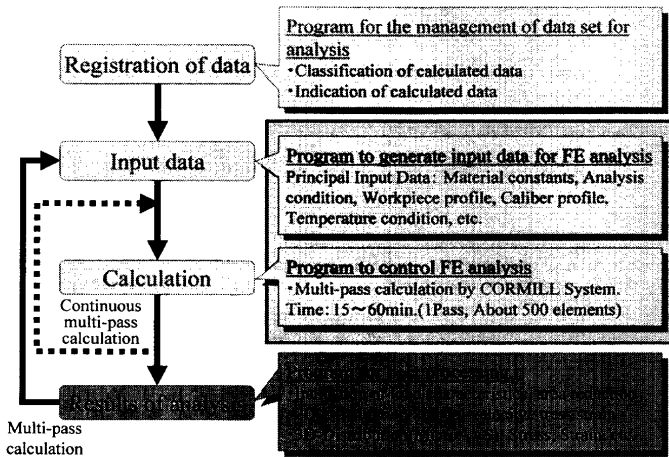 Registration of data
Program for the management of data set for
analysis
・Classification of calculated data
・Indication of calculated data
Input data
Program to generate input data for FE analysis
Principal Input Data: Material constants, Analysis
condition, Workpiece profile, Caliber profile,
Temperature condition, etc.
Calculation
Program to control FE analysis
・Multi-pass calculation by CORMILL System.
Time: 15～60min.(1Pass, About 500 elements)
Continuous
multi-pass
calculation
Results of analysis
Multi-pass
calculation